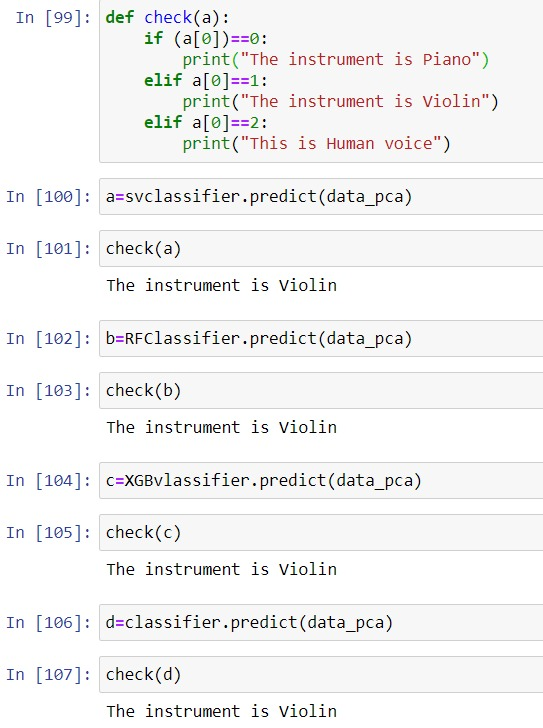 In [99]: def check(a):
if (a[0])==0:
print("The instrument is Piano")
elif a[0]==1:
print("The instrument is Violin")
elif a[0]==2:
print("This is Human voice")
In [100]: a=svclassifier.predict(data_pca)
In [101]: check(a)
The instrument is Violin
In [102]: b=RFClassifier.predict(data_pca)
In [103]: check(b)
The instrument is Violin
In [104]: c=XGBvlassifier.predict(data_pca)
In [105]: check(c)
The instrument is Violin
In [106]: d=classifier.predict(data_pca)
In [107]: check(d)
The instrument is Violin